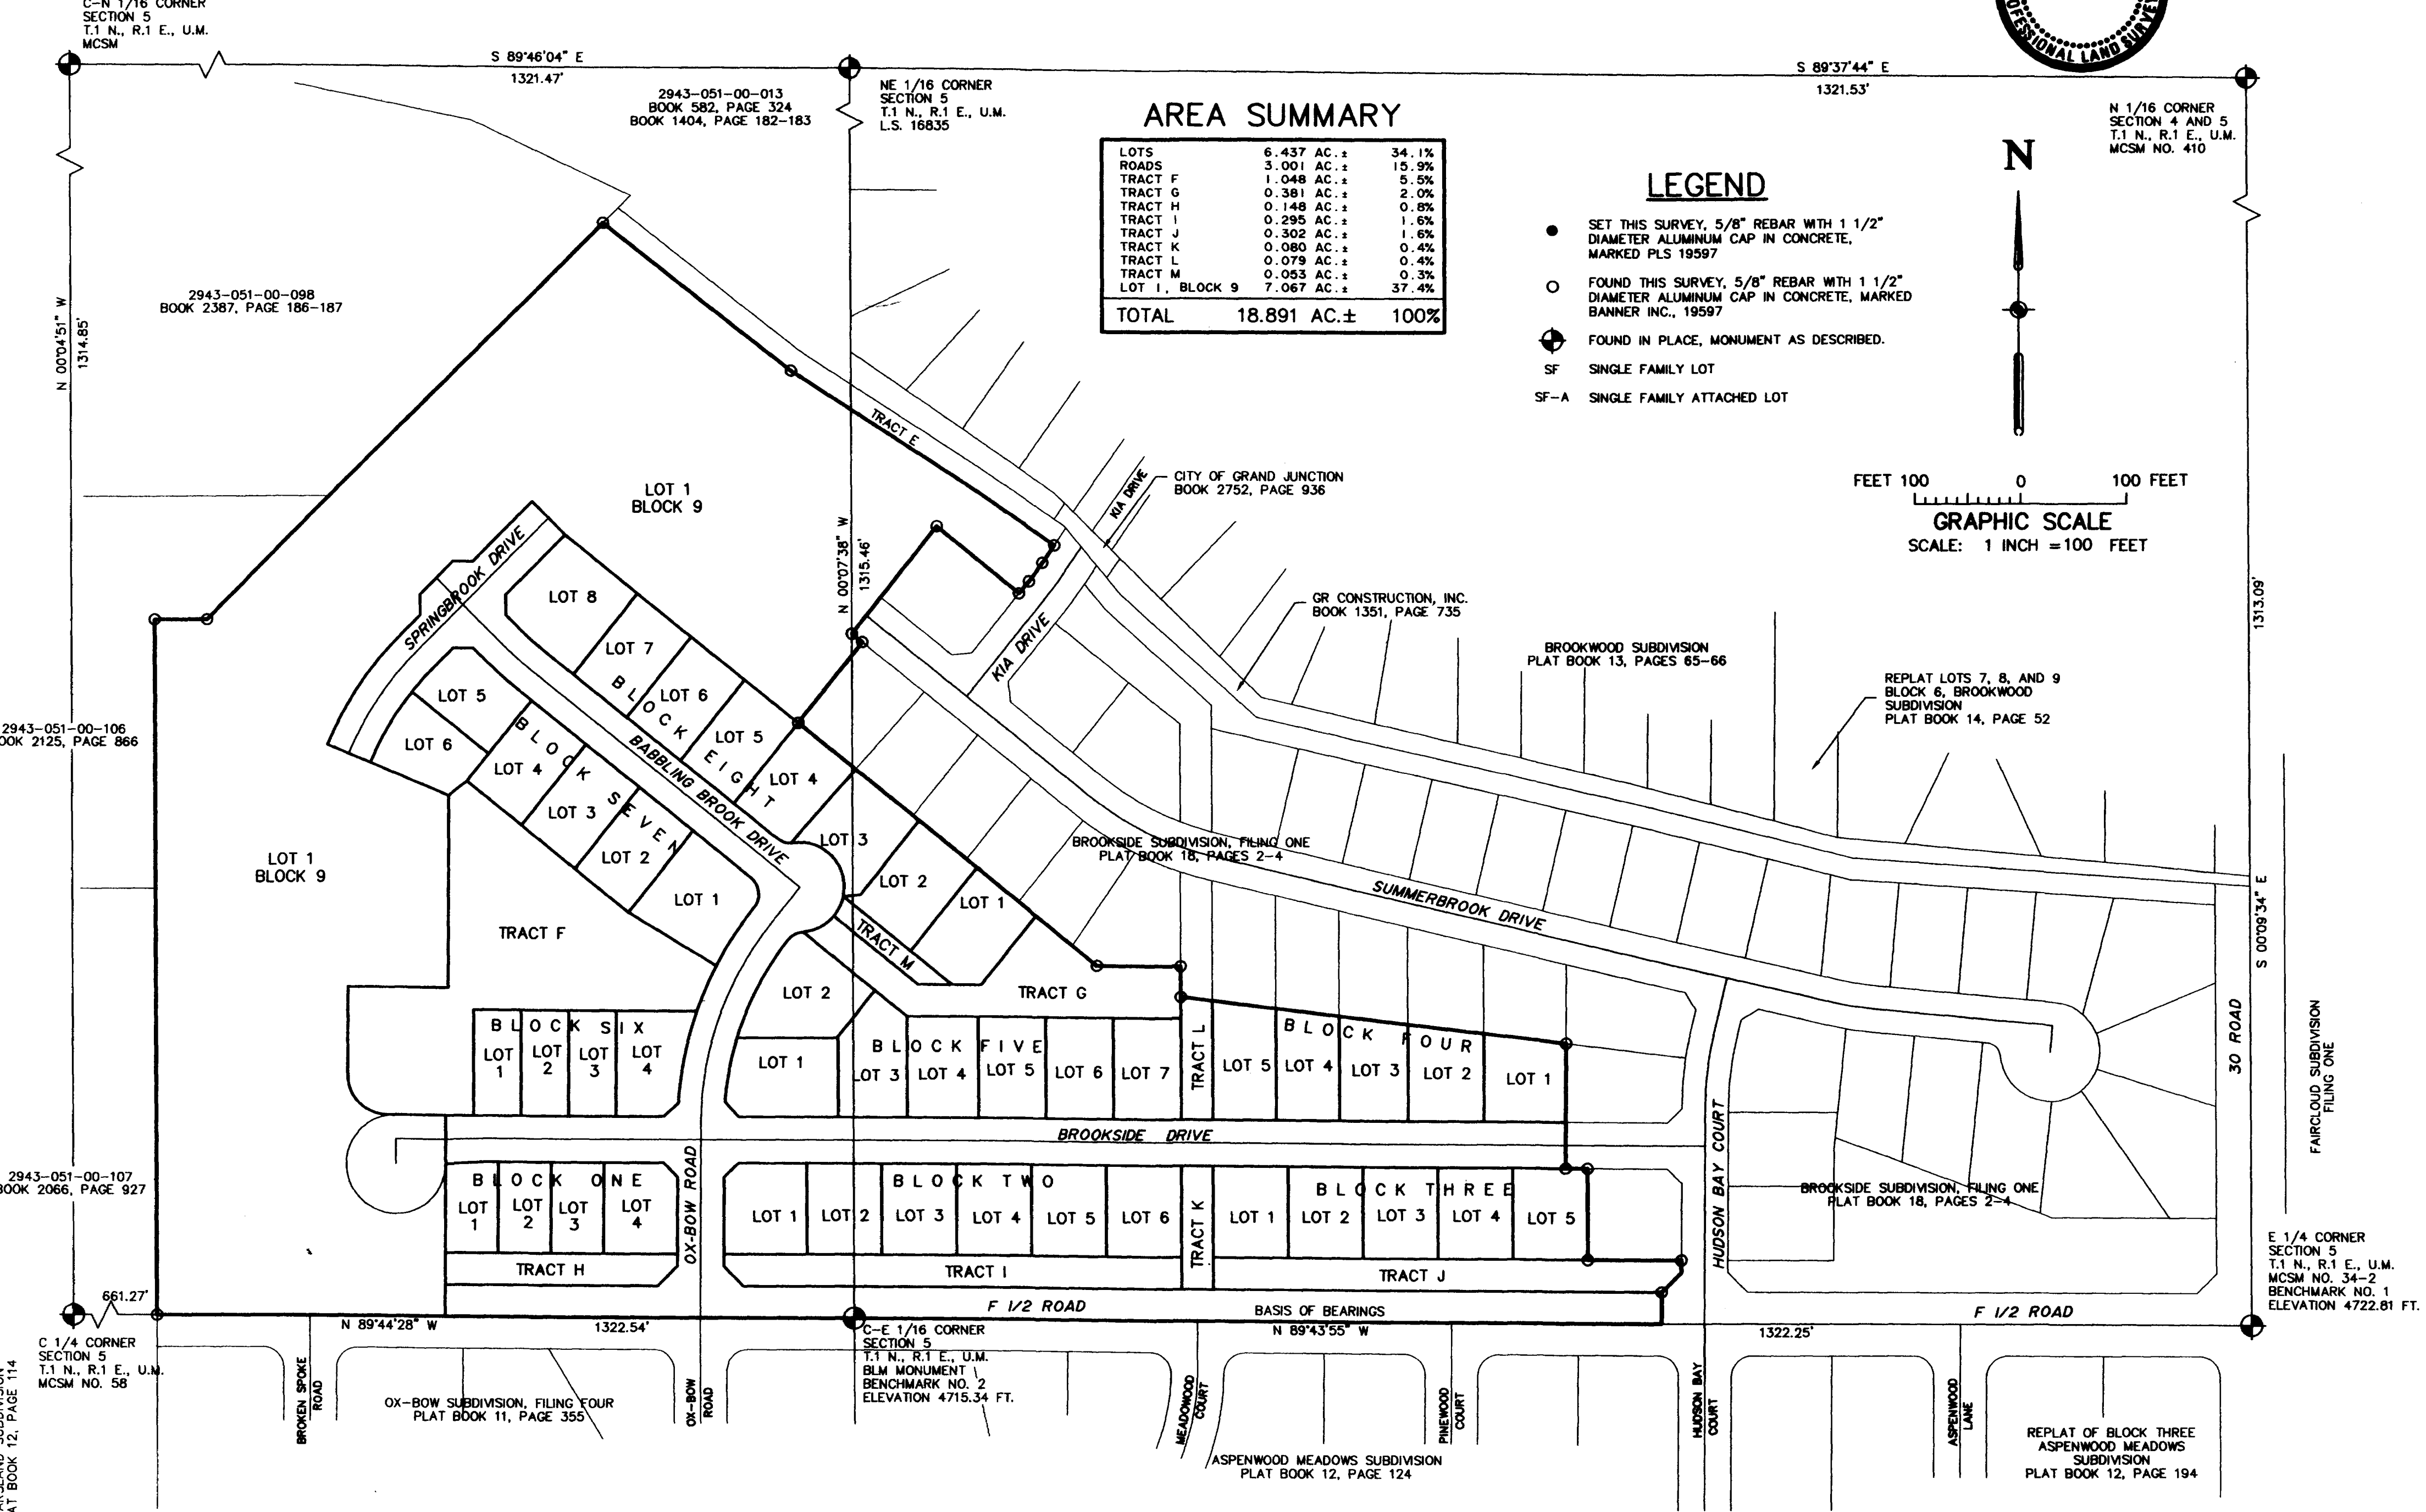 C-N 1/16 CORNER
SECTION 5
T.1 N., R.1 E., U.M.
MCSM
S 89°46'04" E
1321.47'
2943-051-00-013
BOOK 582, PAGE 324
BOOK 1404, PAGE 182-183
NE 1/16 CORNER
SECTION 5
T.1 N., R.1 E., U.M.
L.S. 16835
S 89°37'44" E
1321.53'
PROFESSIONAL LAND SURVEY
N 1/16 CORNER
SECTION 4 AND 5
T.1 N., R.1 E., U.M.
MCSM NO. 410
AREA SUMMARY
LOTS 6.437 AC.± 34.1%
ROADS 3.001 AC.± 15.9%
TRACT F 1.048 AC.± 5.5%
TRACT G 0.381 AC.± 2.0%
TRACT H 0.148 AC.± 0.8%
TRACT I 0.295 AC.± 1.6%
TRACT J 0.302 AC.± 1.6%
TRACT K 0.080 AC.± 0.4%
TRACT L 0.079 AC.± 0.4%
TRACT M 0.053 AC.± 0.3%
LOT 1, BLOCK 9 7.067 AC.± 37.4%
TOTAL 18.891 AC.± 100%
LEGEND
SET THIS SURVEY, 5/8" REBAR WITH 1 1/2"
DIAMETER ALUMINUM CAP IN CONCRETE,
MARKED PLS 19597
FOUND THIS SURVEY, 5/8" REBAR WITH 1 1/2"
DIAMETER ALUMINUM CAP IN CONCRETE, MARKED
BANNER INC., 19597
FOUND IN PLACE, MONUMENT AS DESCRIBED.
SF SINGLE FAMILY LOT
SF-A SINGLE FAMILY ATTACHED LOT
N
FEET 100 0 100 FEET
GRAPHIC SCALE
SCALE: 1 INCH =100 FEET
N 00°04'51" W
1314.85'
2943-051-00-098
BOOK 2387, PAGE 186-187
TRACT E
LOT 1
BLOCK 9
N 00°07'38" W
1315.46'
KIA DRIVE
CITY OF GRAND JUNCTION
BOOK 2752, PAGE 936
GR CONSTRUCTION, INC.
BOOK 1351, PAGE 735
BROOKWOOD SUBDIVISION
PLAT BOOK 13, PAGES 65-66
REPLAT LOTS 7, 8, AND 9
BLOCK 6, BROOKWOOD
SUBDIVISION
PLAT BOOK 14, PAGE 52
1313.09'
S 00°09'34" E
30 ROAD
FAIRCLOUD SUBDIVISION
FILING ONE
SPRINGBROOK DRIVE
KIA DRIVE
LOT 8
LOT 7
LOT 6
LOT 5
LOT 4
LOT 3
LOT 2
LOT 1
BLOCK EIGHT
BABBLING BROOK DRIVE
LOT 5
LOT 6
LOT 4
LOT 3
LOT 2
LOT 1
BLOCK SEVEN
2943-051-00-106
OOK 2125, PAGE 866
LOT 1
BLOCK 9
TRACT F
TRACT M
TRACT G
BROOKSIDE SUBDIVISION, FILING ONE
PLAT BOOK 18, PAGES 2-4
SUMMERBROOK DRIVE
BLOCK SIX
LOT 1
LOT 2
LOT 3
LOT 4
LOT 2
LOT 1
BLOCK FIVE
LOT 3
LOT 4
LOT 5
LOT 6
LOT 7
TRACT L
BLOCK FOUR
LOT 5
LOT 4
LOT 3
LOT 2
LOT 1
BROOKSIDE DRIVE
HUDSON BAY COURT
OX-BOW ROAD
2943-051-00-107
BOOK 2066, PAGE 927
BLOCK ONE
LOT 1
LOT 2
LOT 3
LOT 4
TRACT H
BLOCK TWO
LOT 1
LOT 2
LOT 3
LOT 4
LOT 5
LOT 6
TRACT I
TRACT K
BLOCK THREE
LOT 1
LOT 2
LOT 3
LOT 4
LOT 5
TRACT J
BROOKSIDE SUBDIVISION, FILING ONE
PLAT BOOK 18, PAGES 2-4
E 1/4 CORNER
SECTION 5
T.1 N., R.1 E., U.M.
MCSM NO. 34-2
BENCHMARK NO. 1
ELEVATION 4722.81 FT.
661.27'
F 1/2 ROAD
BASIS OF BEARINGS
F 1/2 ROAD
N 89°44'28" W
1322.54'
N 89°43'55" W
1322.25'
C 1/4 CORNER
SECTION 5
T.1 N., R.1 E., U.M.
MCSM NO. 58
C-E 1/16 CORNER
SECTION 5
T.1 N., R.1 E., U.M.
BLM MONUMENT
BENCHMARK NO. 2
ELEVATION 4715.34 FT.
BROKEN SPOKE
ROAD
OX-BOW SUBDIVISION, FILING FOUR
PLAT BOOK 11, PAGE 355
OX-BOW
ROAD
MEADOWOOD
COURT
ASPENWOOD MEADOWS SUBDIVISION
PLAT BOOK 12, PAGE 124
PINEWOOD
COURT
HUDSON BAY
COURT
ASPENWOOD
LANE
REPLAT OF BLOCK THREE
ASPENWOOD MEADOWS
SUBDIVISION
PLAT BOOK 12, PAGE 194
SUBDIVISION
AT BOOK 12, PAGE 114